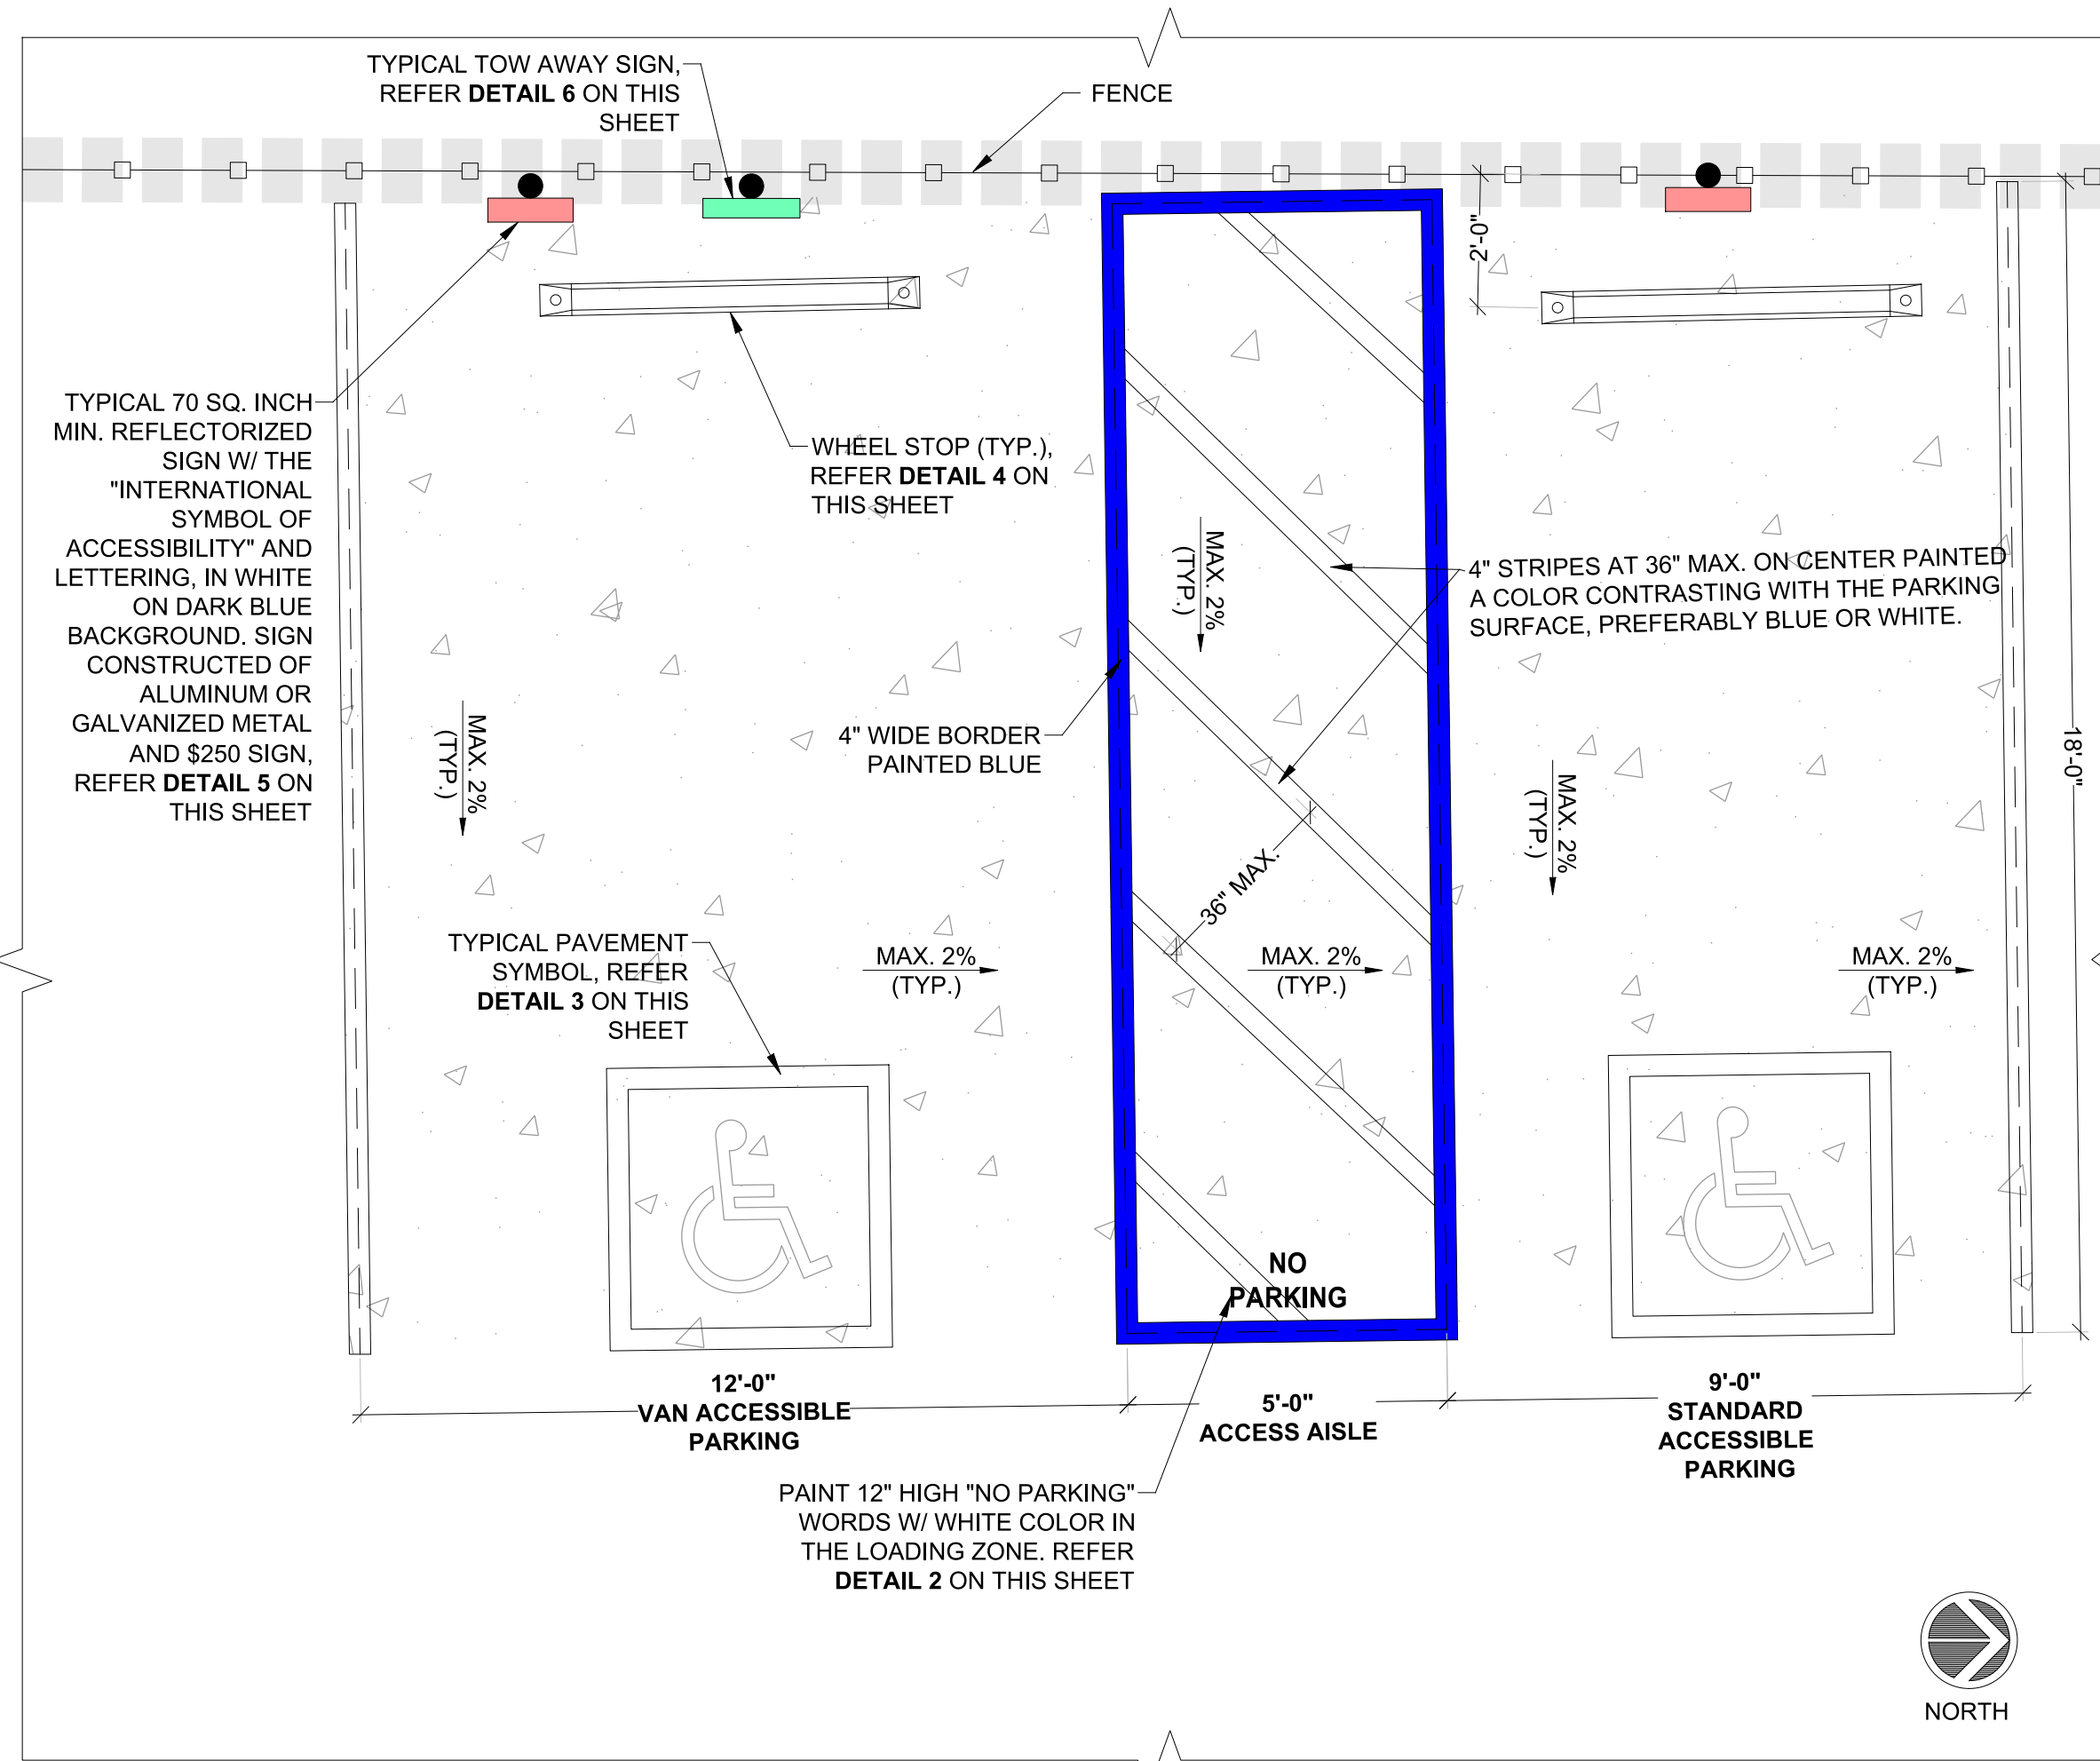 TYPICAL TOW AWAY SIGN,
REFER DETAIL 6 ON THIS
SHEET
FENCE
2'-0"
TYPICAL 70 SQ. INCH
MIN. REFLECTORIZED
SIGN W/ THE
"INTERNATIONAL
SYMBOL OF
ACCESSIBILITY" AND
LETTERING, IN WHITE
ON DARK BLUE
BACKGROUND. SIGN
CONSTRUCTED OF
ALUMINUM OR
GALVANIZED METAL
AND $250 SIGN,
REFER DETAIL 5 ON
THIS SHEET
WHEEL STOP (TYP.),
REFER DETAIL 4 ON
THIS SHEET
MAX. 2%
(TYP.)
4" STRIPES AT 36" MAX. ON CENTER PAINTED
A COLOR CONTRASTING WITH THE PARKING
SURFACE, PREFERABLY BLUE OR WHITE.
4" WIDE BORDER
PAINTED BLUE
MAX. 2%
(TYP.)
MAX. 2%
(TYP.)
18'-0"
36" MAX.
TYPICAL PAVEMENT
SYMBOL, REFER
DETAIL 3 ON THIS
SHEET
MAX. 2%
(TYP.)
MAX. 2%
(TYP.)
MAX. 2%
(TYP.)
NO
PARKING
12'-0"
VAN ACCESSIBLE
PARKING
5'-0"
ACCESS AISLE
9'-0"
STANDARD
ACCESSIBLE
PARKING
PAINT 12" HIGH "NO PARKING"
WORDS W/ WHITE COLOR IN
THE LOADING ZONE. REFER
DETAIL 2 ON THIS SHEET
NORTH